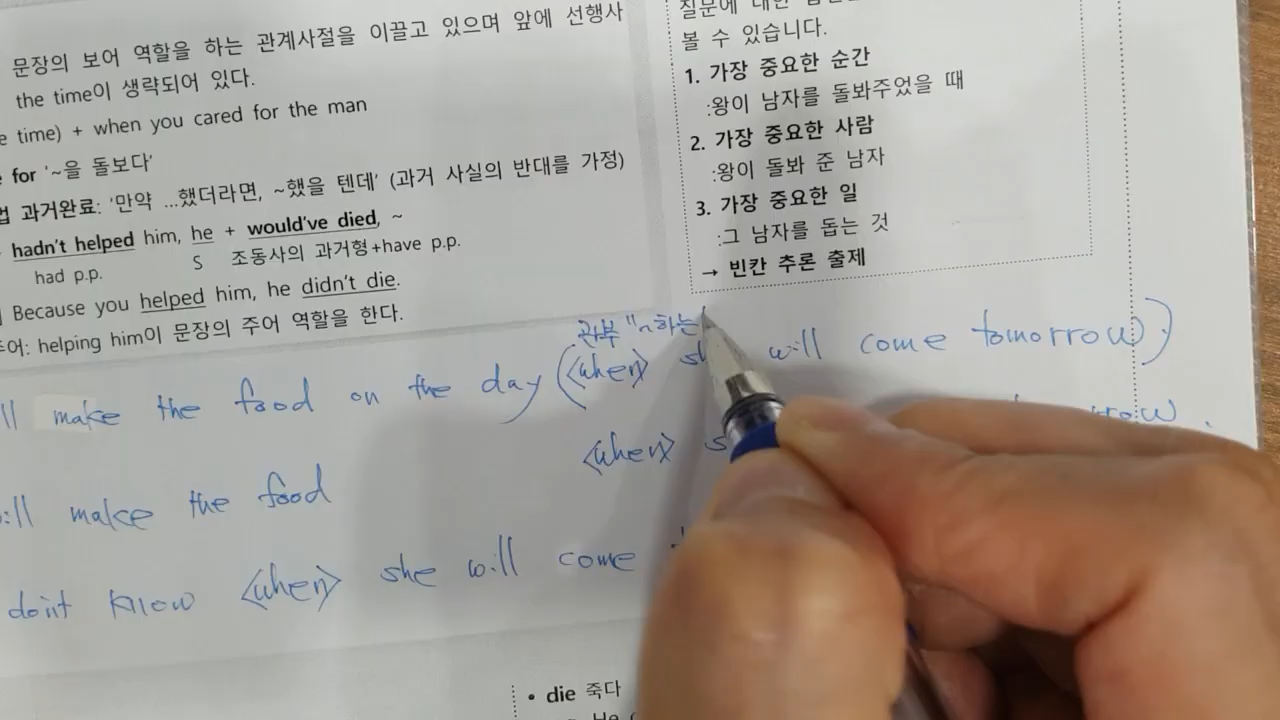 문장의 보어 역할을 하는 관계사절을 이끌고 있으며 앞에 선행사
the time이 생략되어 있다.
time) + when you cared for the man
for '~을 돌보다'
과거완료: '만약 ...했더라면, ~했을 텐데' (과거 사실의 반대를 가정)
hadn't helped him, he + would've died, ~
had p.p. S 조동사의 과거형+have p.p.
Because you helped him, he didn't die.
helping him이 문장의 주어 역할을 한다.
질문에 대한
볼 수 있습니다.
1. 가장 중요한 순간
:왕이 남자를 돌봐주었을 때
2. 가장 중요한 사람
:왕이 돌봐 준 남자
3. 가장 중요한 일
:그 남자를 돕는 것
→ 빈칸 추론 출제
관부 "n하는
make the food on the day (<when> will come tomorrow)
<when>
make the food
don't know <when> she will come
• die 죽다
He